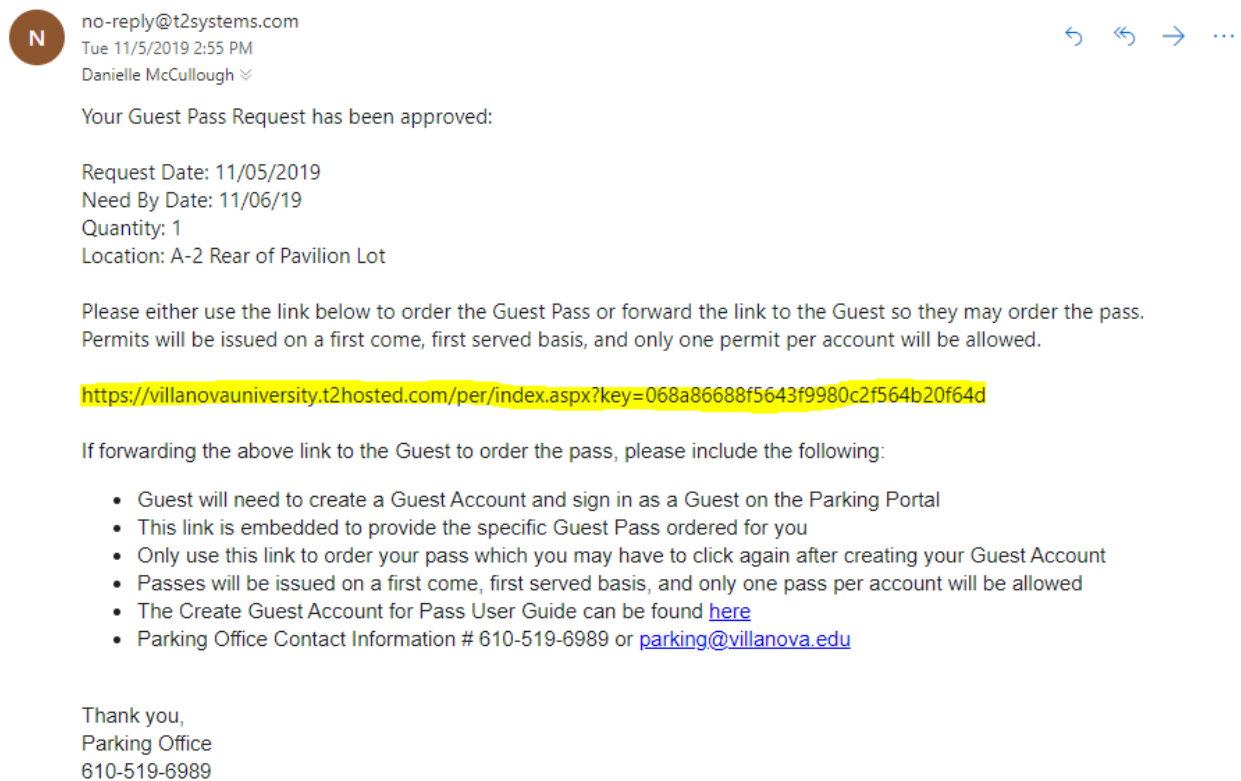 N
no-reply@t2systems.com
Tue 11/5/2019 2:55 PM
Danielle McCullough
Your Guest Pass Request has been approved:
Request Date: 11/05/2019
Need By Date: 11/06/19
Quantity: 1
Location: A-2 Rear of Pavilion Lot
Please either use the link below to order the Guest Pass or forward the link to the Guest so they may order the pass.
Permits will be issued on a first come, first served basis, and only one permit per account will be allowed.
https://villanovauniversity.t2hosted.com/per/index.aspx?key=068a86688f5643f9980c2f564b20f64d
If forwarding the above link to the Guest to order the pass, please include the following:
• Guest will need to create a Guest Account and sign in as a Guest on the Parking Portal
• This link is embedded to provide the specific Guest Pass ordered for you
• Only use this link to order your pass which you may have to click again after creating your Guest Account
• Passes will be issued on a first come, first served basis, and only one pass per account will be allowed
• The Create Guest Account for Pass User Guide can be found here
• Parking Office Contact Information # 610-519-6989 or parking@villanova.edu
Thank you,
Parking Office
610-519-6989